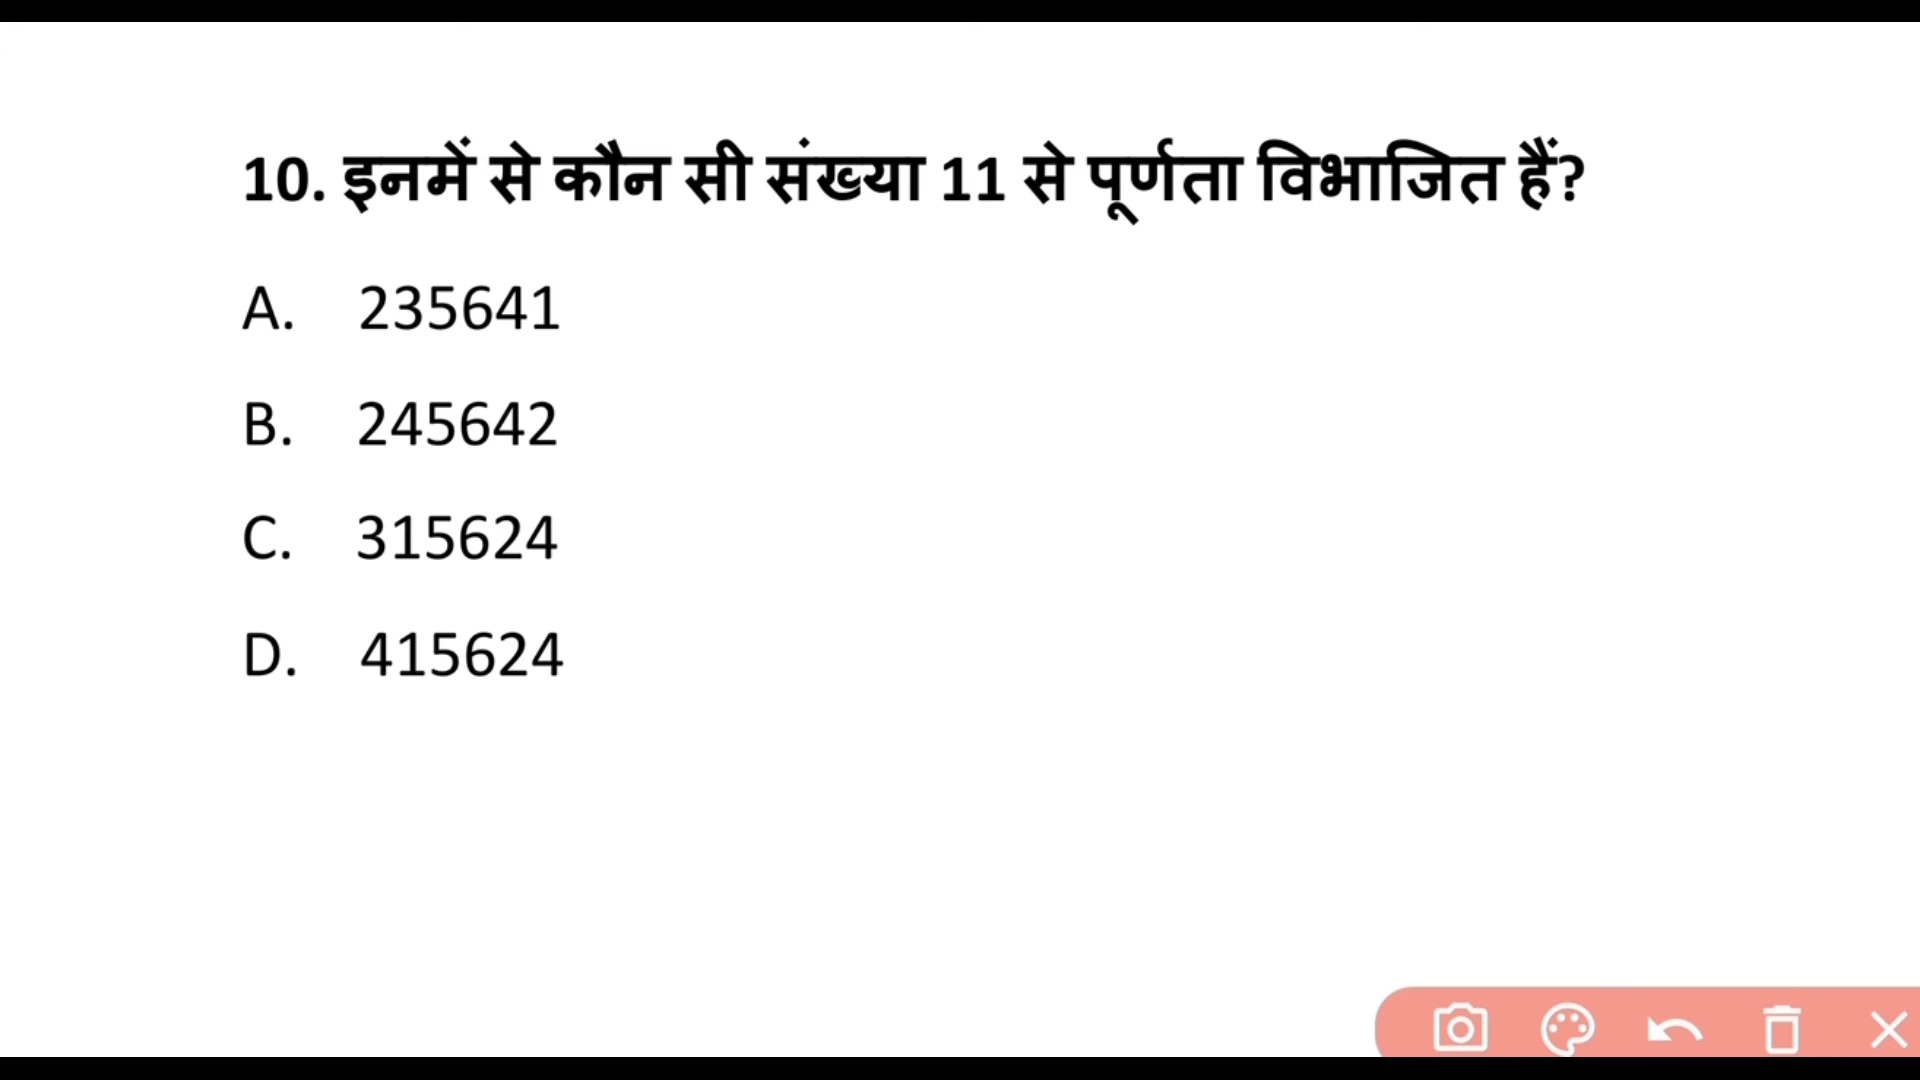 10. इनमें से कौन सी संख्या 11 से पूर्णता विभाजित हैं?
A. 235641
B. 245642
C. 315624
D. 415624